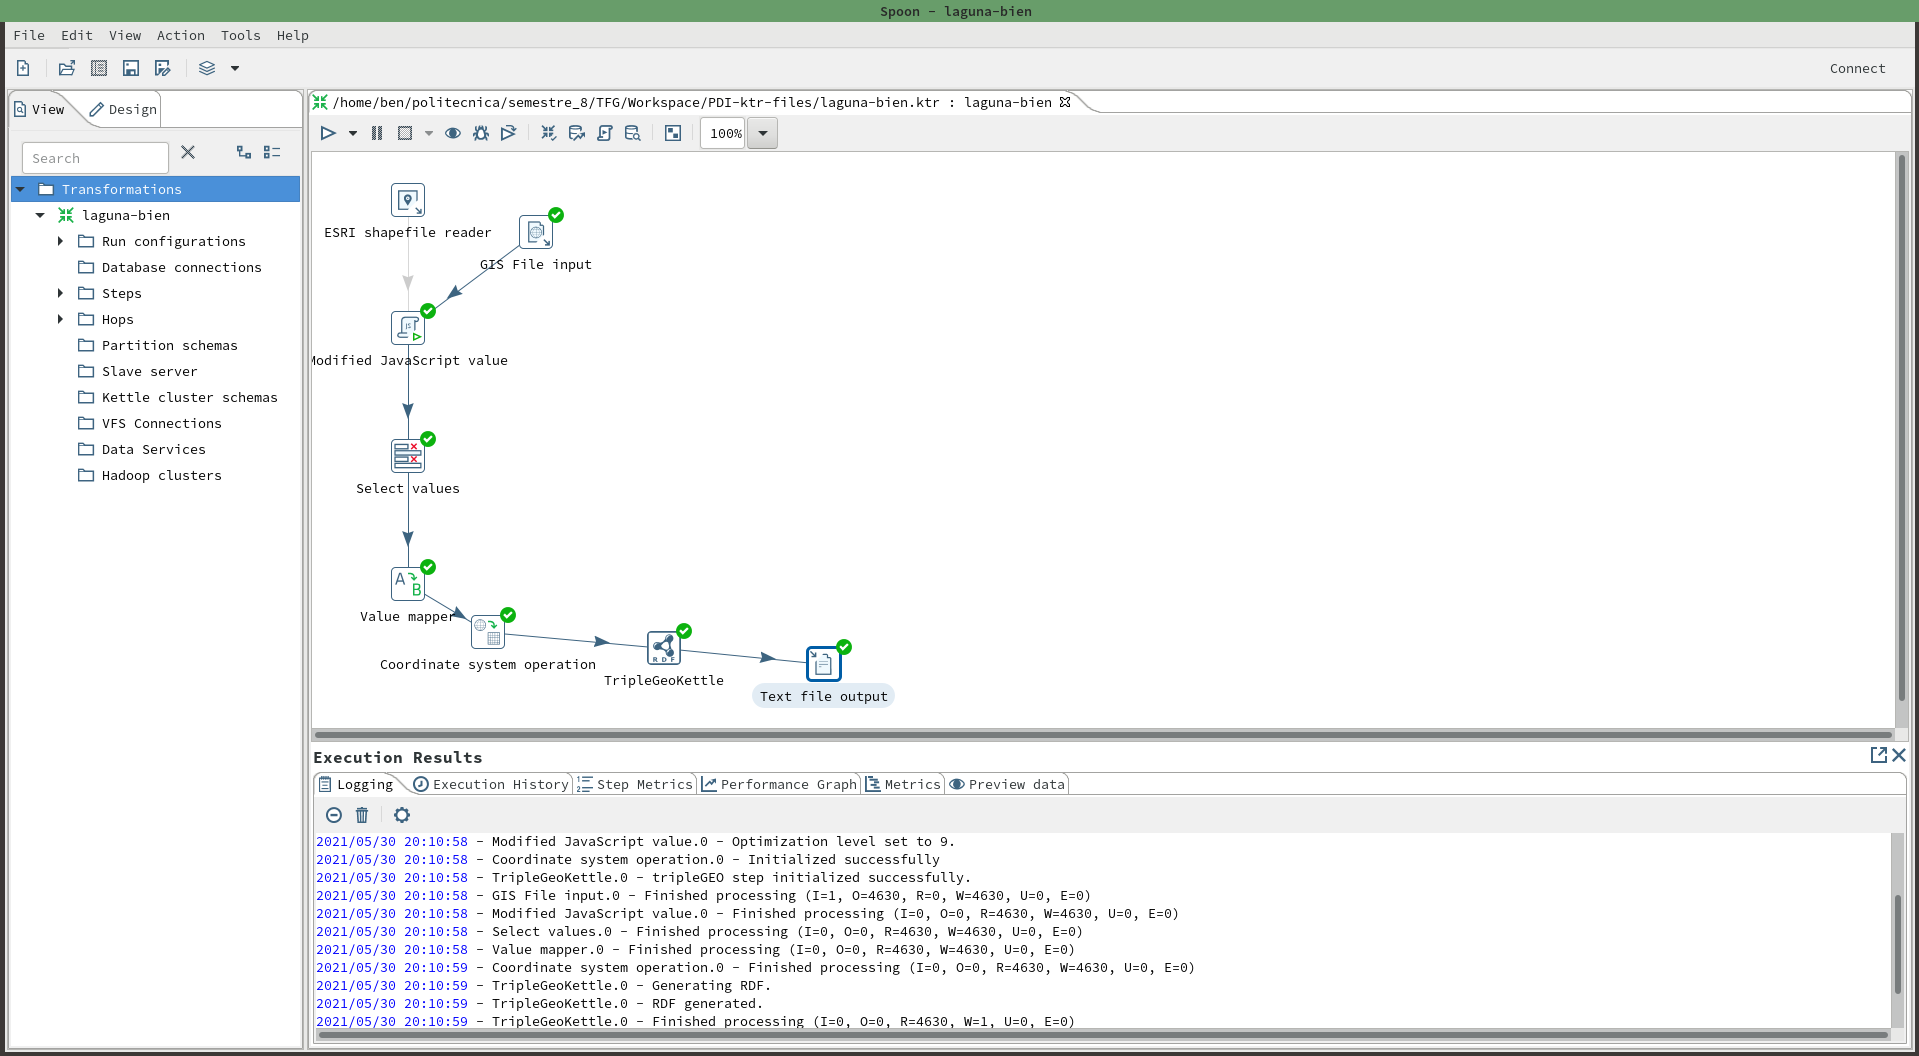 Spoon - laguna-bien
File Edit View Action Tools Help
Connect
View Design
Search
Transformations
laguna-bien
Run configurations
Database connections
Steps
Hops
Partition schemas
Slave server
Kettle cluster schemas
VFS Connections
Data Services
Hadoop clusters
/home/ben/politecnica/semestre_8/TFG/Workspace/PDI-ktr-files/laguna-bien.ktr : laguna-bien
100%
ESRI shapefile reader
GIS File input
JS
Modified JavaScript value
Select values
A B
Value mapper
Coordinate system operation
RDF
TripleGeoKettle
Text file output
Execution Results
Logging Execution History Step Metrics Performance Graph Metrics Preview data
2021/05/30 20:10:58 - Modified JavaScript value.0 - Optimization level set to 9.
2021/05/30 20:10:58 - Coordinate system operation.0 - Initialized successfully
2021/05/30 20:10:58 - TripleGeoKettle.0 - tripleGEO step initialized successfully.
2021/05/30 20:10:58 - GIS File input.0 - Finished processing (I=1, O=4630, R=0, W=4630, U=0, E=0)
2021/05/30 20:10:58 - Modified JavaScript value.0 - Finished processing (I=0, O=0, R=4630, W=4630, U=0, E=0)
2021/05/30 20:10:58 - Select values.0 - Finished processing (I=0, O=0, R=4630, W=4630, U=0, E=0)
2021/05/30 20:10:58 - Value mapper.0 - Finished processing (I=0, O=0, R=4630, W=4630, U=0, E=0)
2021/05/30 20:10:59 - Coordinate system operation.0 - Finished processing (I=0, O=0, R=4630, W=4630, U=0, E=0)
2021/05/30 20:10:59 - TripleGeoKettle.0 - Generating RDF.
2021/05/30 20:10:59 - TripleGeoKettle.0 - RDF generated.
2021/05/30 20:10:59 - TripleGeoKettle.0 - Finished processing (I=0, O=0, R=4630, W=1, U=0, E=0)